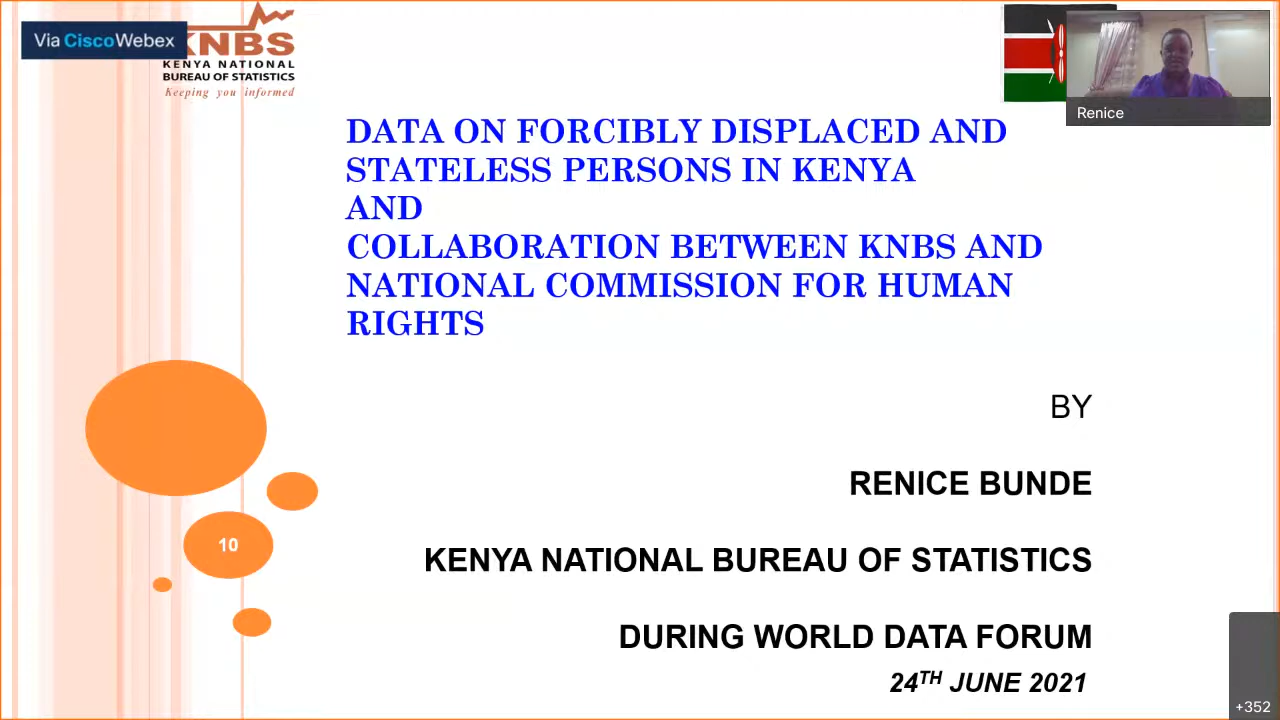 Via CiscoWebex
KNBS
KENYA NATIONAL
BUREAU OF STATISTICS
Keeping you informed
Renice
DATA ON FORCIBLY DISPLACED AND
STATELESS PERSONS IN KENYA
AND
COLLABORATION BETWEEN KNBS AND
NATIONAL COMMISSION FOR HUMAN
RIGHTS
BY
RENICE BUNDE
10
KENYA NATIONAL BUREAU OF STATISTICS
DURING WORLD DATA FORUM
24TH JUNE 2021
+352